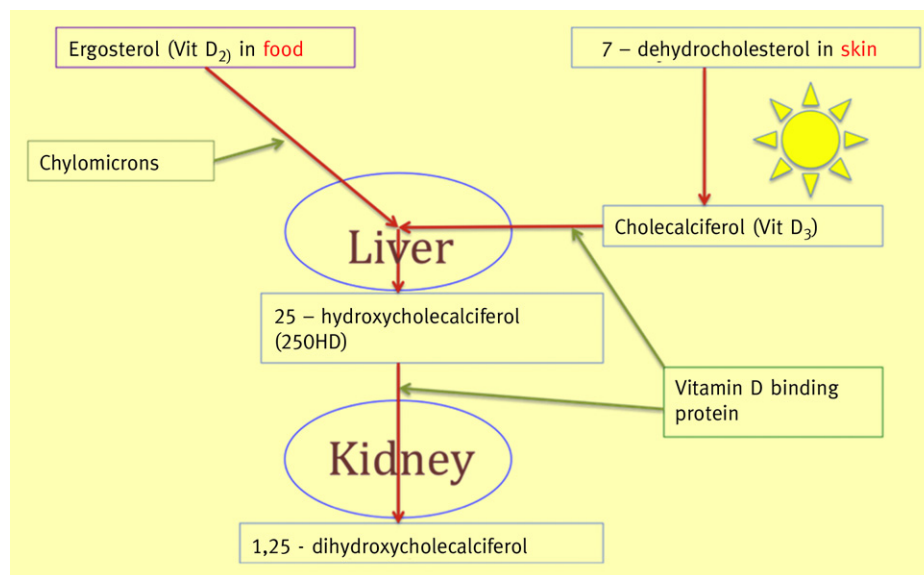 Ergosterol (Vit D₂) in food
7 – dehydrocholesterol in skin
Chylomicrons
Cholecalciferol (Vit D₃)
Liver
25 – hydroxycholecalciferol
(250HD)
Vitamin D binding
protein
Kidney
1,25 - dihydroxycholecalciferol